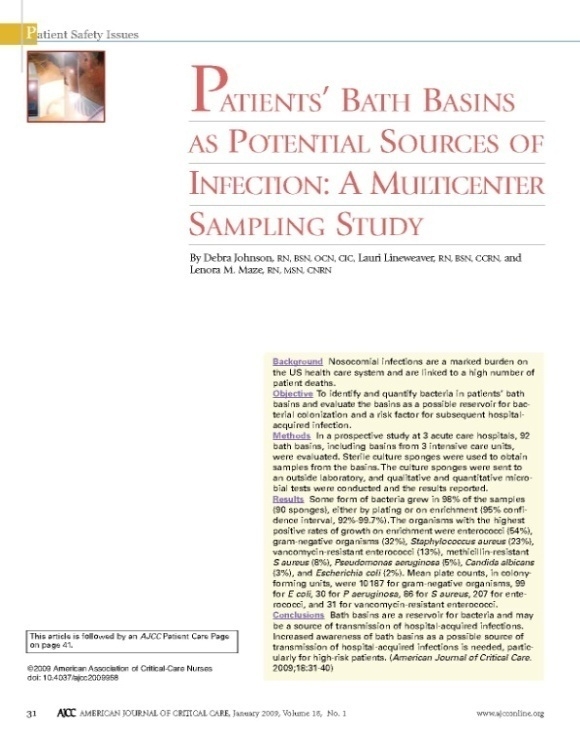 Patient Safety Issues
PATIENTS' BATH BASINS
AS POTENTIAL SOURCES OF
INFECTION: A MULTICENTER
SAMPLING STUDY
By Debra Johnson, RN, BSN, OCN, CIC, Lauri Lineweaver, RN, BSN, CCRN, and
Lenora M. Maze, RN, MSN, CNRN
Background Nosocomial infections are a marked burden on
the US health care system and are linked to a high number of
patient deaths.
Objective To identify and quantify bacteria in patients' bath
basins and evaluate the basins as a possible reservoir for bac-
terial colonization and a risk factor for subsequent hospital-
acquired infection.
Methods In a prospective study at 3 acute care hospitals, 92
bath basins, including basins from 3 intensive care units,
were evaluated. Sterile culture sponges were used to obtain
samples from the basins. The culture sponges were sent to
an outside laboratory, and qualitative and quantitative micro-
bial tests were conducted and the results reported.
Results Some form of bacteria grew in 98% of the samples
(90 sponges), either by plating or on enrichment (95% confi-
dence interval, 92%-99.7%). The organisms with the highest
positive rates of growth on enrichment were enterococci (54%),
gram-negative organisms (32%), Staphylococcus aureus (23%),
vancomycin-resistant enterococci (13%), methicillin-resistant
S aureus (8%), Pseudomonas aeruginosa (5%), Candida albicans
(3%), and Escherichia coli (2%). Mean plate counts, in colony-
forming units, were 10187 for gram-negative organisms, 99
for E coli, 30 for P aeruginosa, 86 for S aureus, 207 for ente-
rococci, and 31 for vancomycin-resistant enterococci.
Conclusions Bath basins are a reservoir for bacteria and may
be a source of transmission of hospital-acquired infections.
Increased awareness of bath basins as a possible source of
transmission of hospital-acquired infections is needed, partic-
ularly for high-risk patients. (American Journal of Critical Care.
2009;18:31-40)
This article is followed by an AJCC Patient Care Page
on page 41.
©2009 American Association of Critical-Care Nurses
doi: 10.4037/ajcc2009958
31 AJCC AMERICAN JOURNAL OF CRITICAL CARE, January 2009, Volume 18, No. 1 www.ajcconline.org